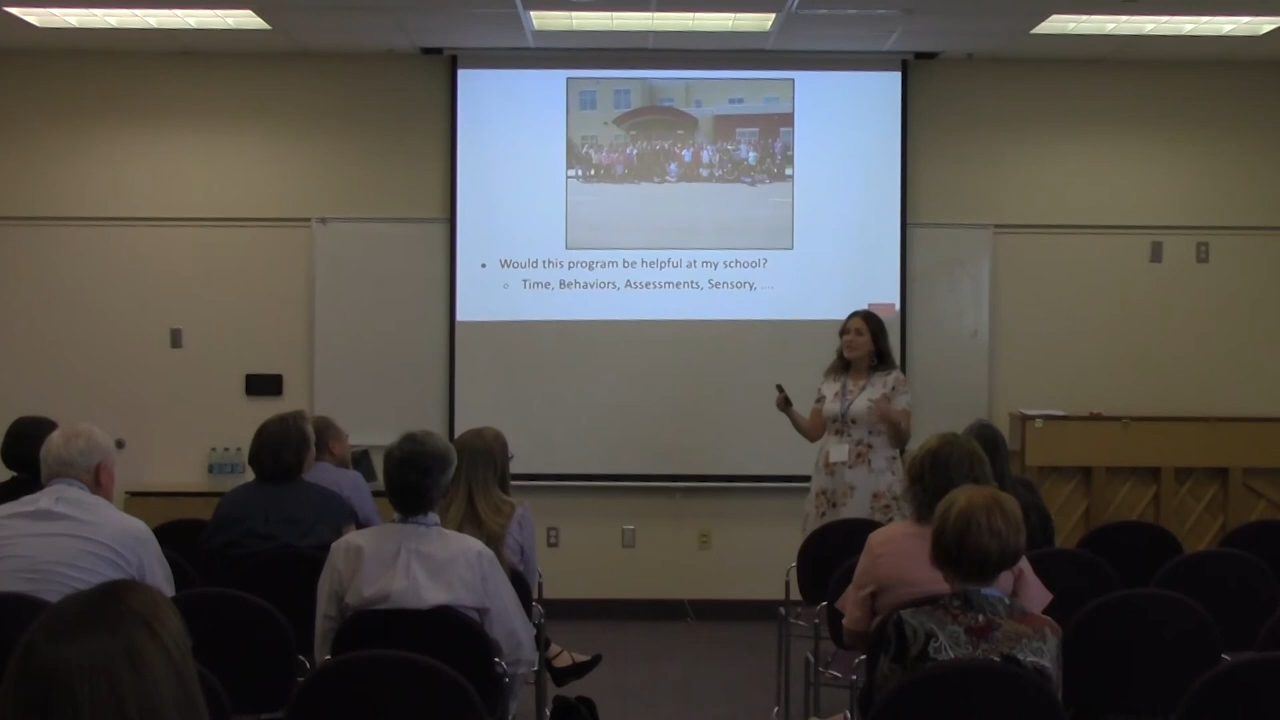 • Would this program be helpful at my school?
○ Time, Behaviors, Assessments, Sensory, ....